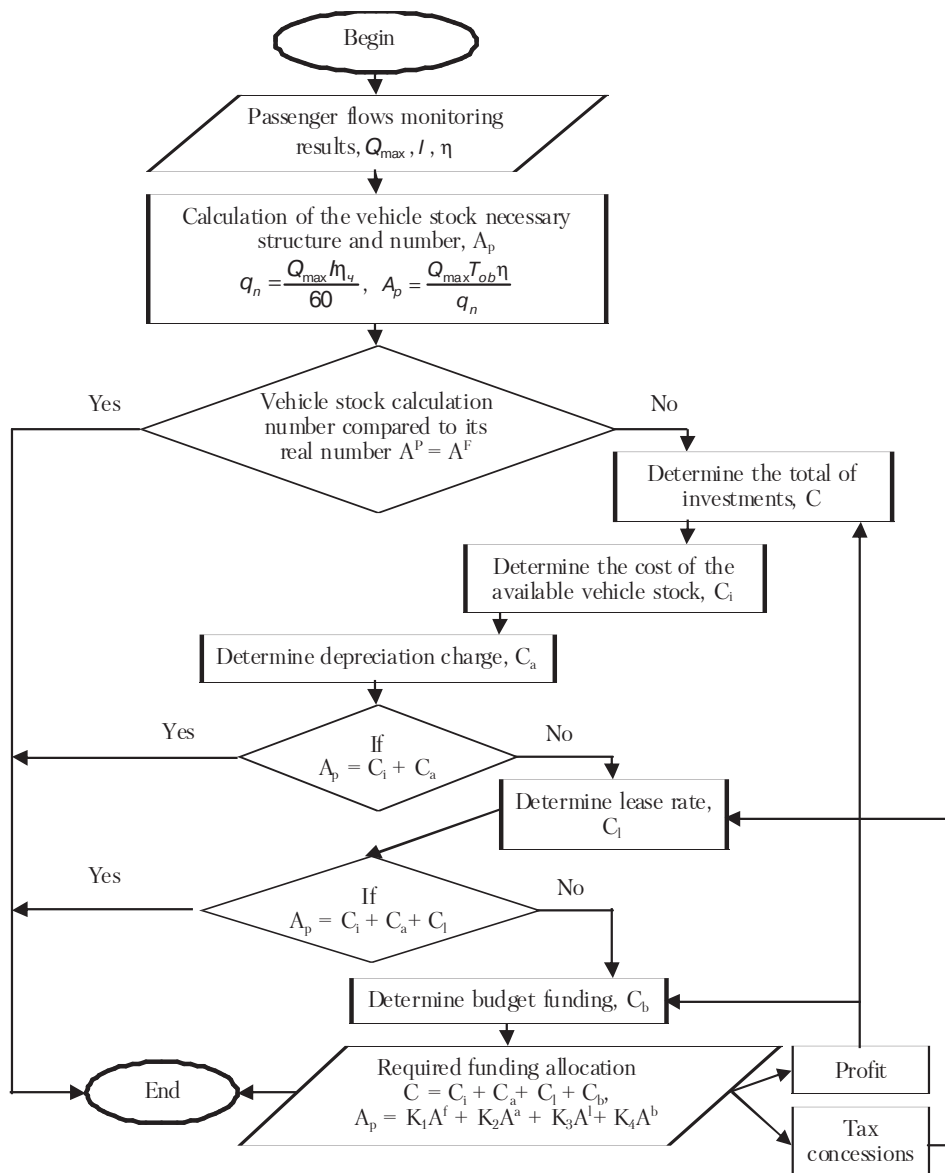 Begin
Passenger flows monitoring
results, Q_max, I, η
Calculation of the vehicle stock necessary
structure and number, A_p
q_n = Q_max Iη_ч / 60, A_p = Q_max T_ob η / q_n
Yes
Vehicle stock calculation
number compared to its
real number A^P = A^F
No
Determine the total of
investments, C
Determine the cost of the
available vehicle stock, C_i
Determine depreciation charge, C_a
Yes
If
A_p = C_i + C_a
No
Determine lease rate,
C_l
Yes
If
A_p = C_i + C_a + C_l
No
Determine budget funding, C_b
Required funding allocation
C = C_i + C_a + C_l + C_b,
A_p = K_1A^f + K_2A^a + K_3A^l + K_4A^b
End
Profit
Tax
concessions